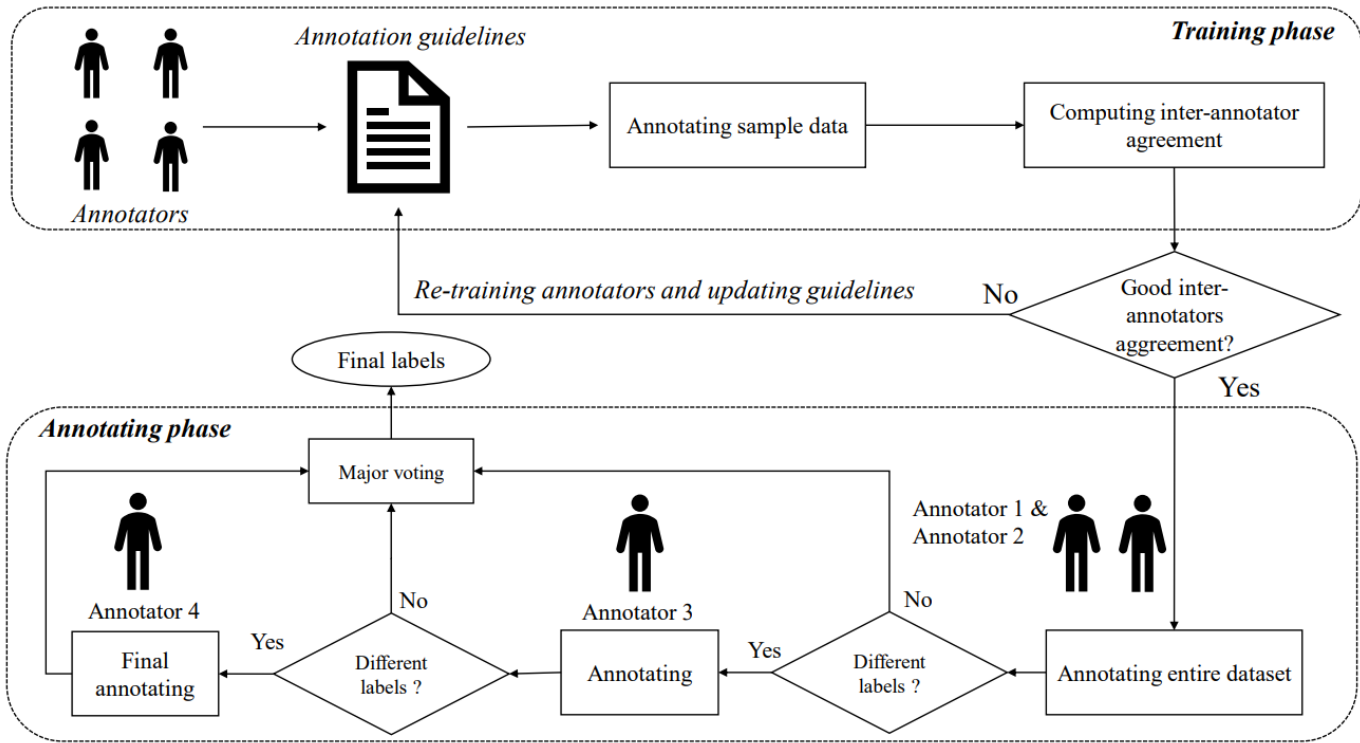 Annotation guidelines
Training phase
Annotators
Annotating sample data
Computing inter-annotator
agreement
Re-training annotators and updating guidelines
No
Good inter-
annotators
aggreement?
Yes
Final labels
Annotating phase
Major voting
Annotator 1 &
Annotator 2
Annotator 4
No
Annotator 3
No
Final
annotating
Yes
Different
labels ?
Annotating
Yes
Different
labels ?
Annotating entire dataset